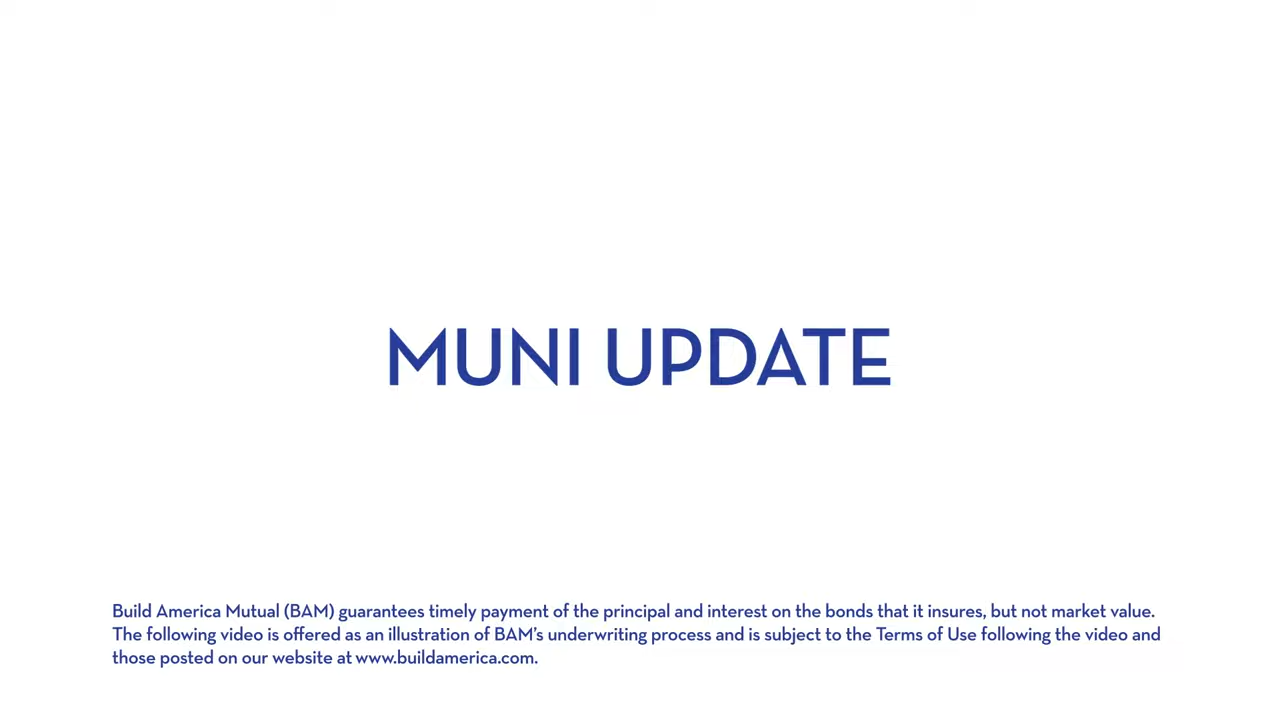 MUNI UPDATE
Build America Mutual (BAM) guarantees timely payment of the principal and interest on the bonds that it insures, but not market value.
The following video is offered as an illustration of BAM's underwriting process and is subject to the Terms of Use following the video and
those posted on our website at www.buildamerica.com.